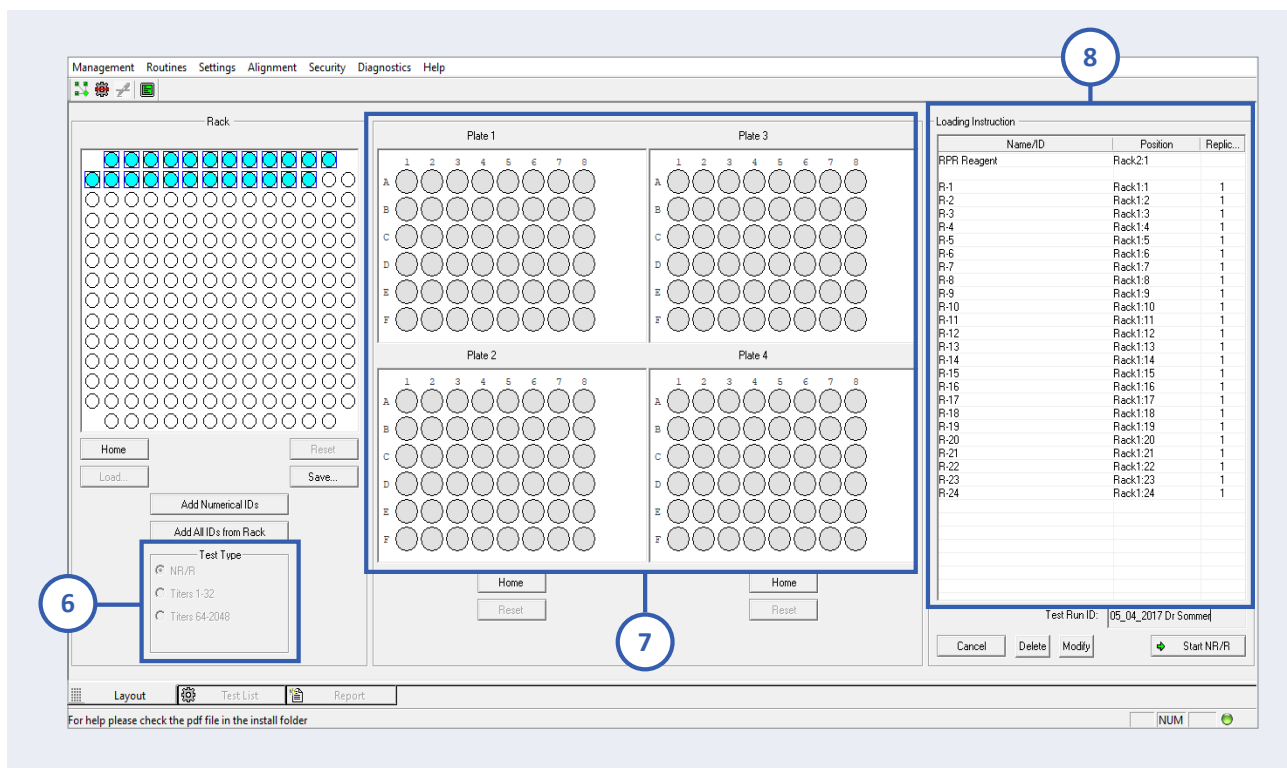 8
Management Routines Settings Alignment Security Diagnostics Help
Rack
Home
Reset
Load...
Save...
Add Numerical IDs
Add All IDs from Rack
6
Test Type
NR/R
Titers 1-32
Titers 64-2048
Plate 1
1 2 3 4 5 6 7 8
A
B
C
D
E
F
Plate 3
1 2 3 4 5 6 7 8
A
B
C
D
E
F
Plate 2
1 2 3 4 5 6 7 8
A
B
C
D
E
F
Plate 4
1 2 3 4 5 6 7 8
A
B
C
D
E
F
Home
Reset
Home
Reset
7
Loading Instruction
Name/ID Position Replic...
RPR Reagent Rack2:1
R-1 Rack1:1 1
R-2 Rack1:2 1
R-3 Rack1:3 1
R-4 Rack1:4 1
R-5 Rack1:5 1
R-6 Rack1:6 1
R-7 Rack1:7 1
R-8 Rack1:8 1
R-9 Rack1:9 1
R-10 Rack1:10 1
R-11 Rack1:11 1
R-12 Rack1:12 1
R-13 Rack1:13 1
R-14 Rack1:14 1
R-15 Rack1:15 1
R-16 Rack1:16 1
R-17 Rack1:17 1
R-18 Rack1:18 1
R-19 Rack1:19 1
R-20 Rack1:20 1
R-21 Rack1:21 1
R-22 Rack1:22 1
R-23 Rack1:23 1
R-24 Rack1:24 1
Test Run ID: 05_04_2017 Dr Sommer
Cancel Delete Modify Start NR/R
Layout Test List Report
For help please check the pdf file in the install folder
NUM